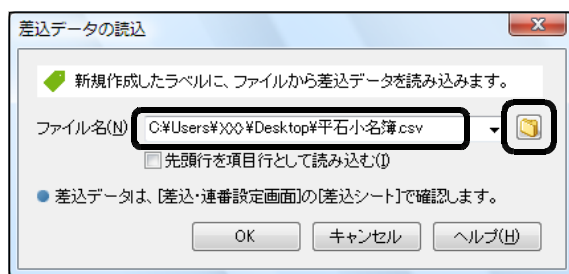 差込データの読込
新規作成したラベルに、ファイルから差込データを読み込みます。
ファイル名(N) C:¥Users¥XXX¥Desktop¥平石小名簿.csv
先頭行を項目行として読み込む(I)
差込データは、[差込・連番設定画面]の[差込シート]で確認します。
OK キャンセル ヘルプ(H)